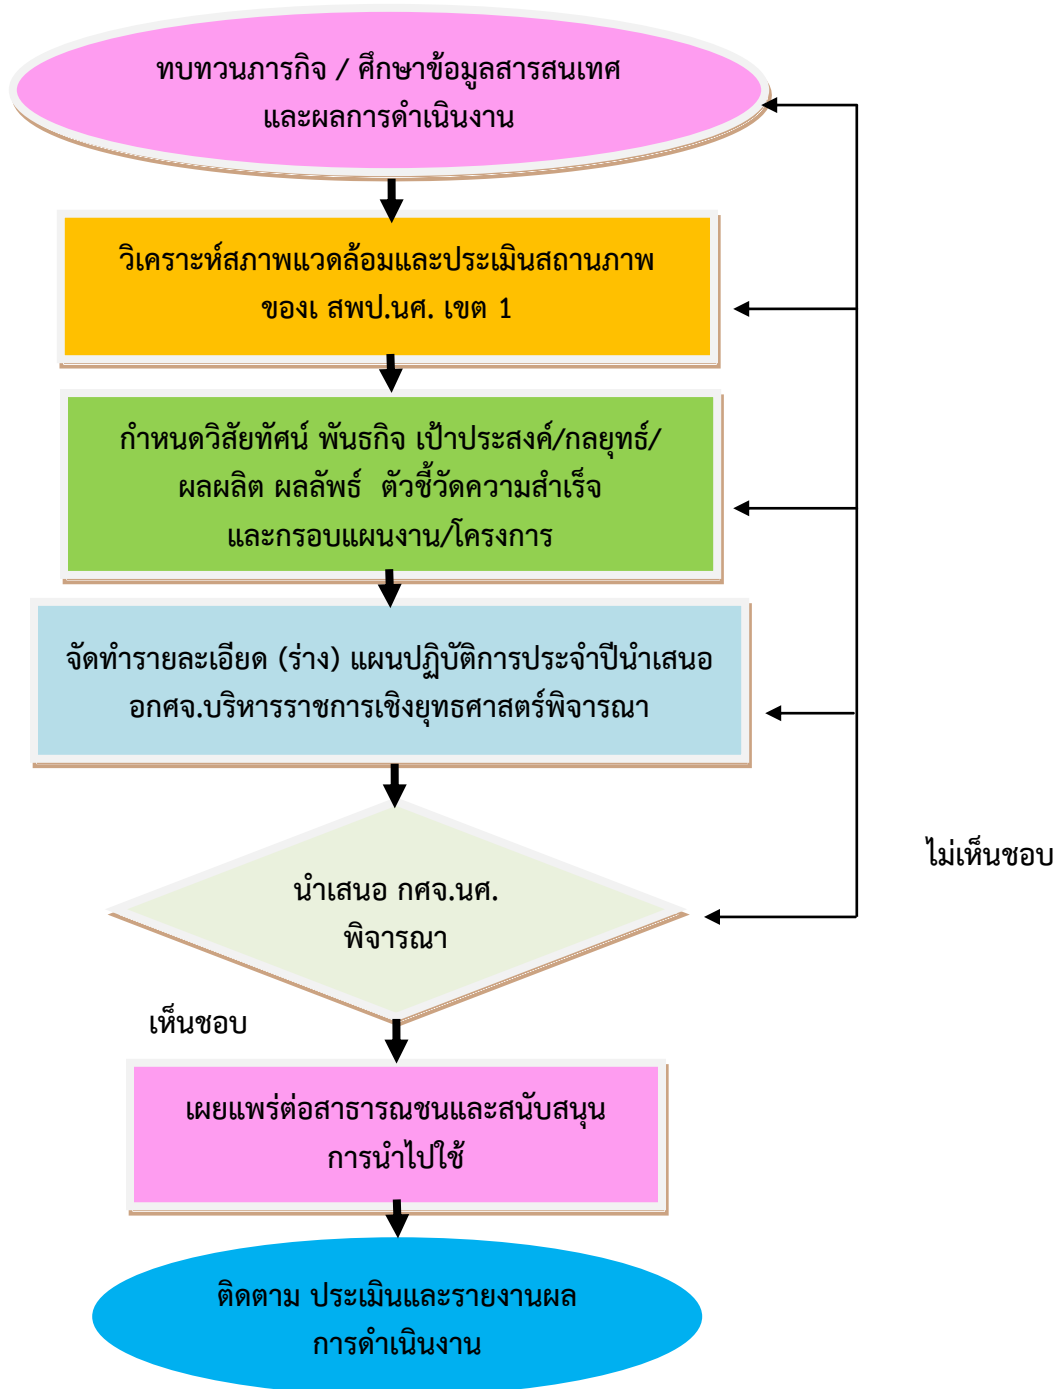 ทบทวนภารกิจ / ศึกษาข้อมูลสารสนเทศ
และผลการดำเนินงาน
วิเคราะห์สภาพแวดล้อมและประเมินสถานภาพ
ของเ สพป.นศ. เขต 1
กำหนดวิสัยทัศน์ พันธกิจ เป้าประสงค์/กลยุทธ์/
ผลผลิต ผลลัพธ์ ตัวชี้วัดความสำเร็จ
และกรอบแผนงาน/โครงการ
จัดทำรายละเอียด (ร่าง) แผนปฏิบัติการประจำปีนำเสนอ
อกศจ.บริหารราชการเชิงยุทธศาสตร์พิจารณา
ไม่เห็นชอบ
นำเสนอ กศจ.นศ.
พิจารณา
เห็นชอบ
เผยแพร่ต่อสาธารณชนและสนับสนุน
การนำไปใช้
ติดตาม ประเมินและรายงานผล
การดำเนินงาน